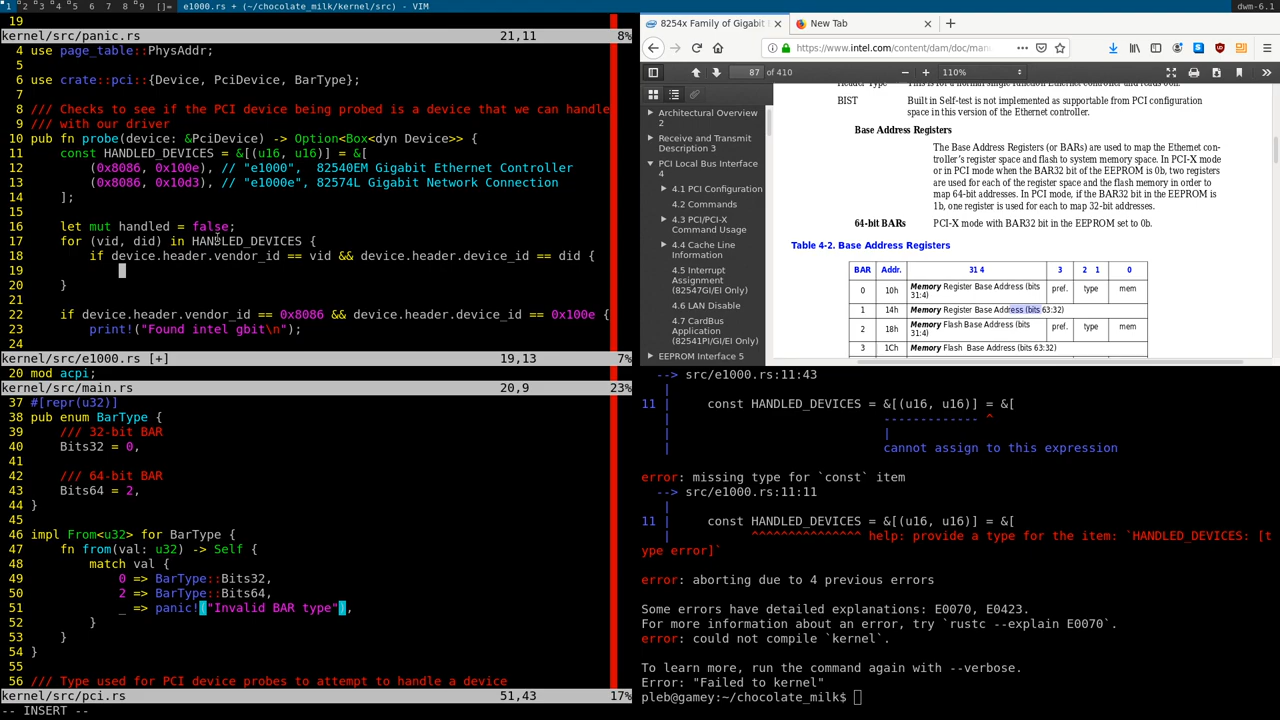 1 2 3 4 5 6 7 8 9 []= e1000.rs + (~/chocolate_milk/kernel/src) - VIM
dwm-6.1
19
kernel/src/panic.rs 21,11 8%
4 use page_table::PhysAddr;
5
6 use crate::pci::{Device, PciDevice, BarType};
7
8 /// Checks to see if the PCI device being probed is a device that we can handle
9 /// with our driver
10 pub fn probe(device: &PciDevice) -> Option<Box<dyn Device>> {
11 const HANDLED_DEVICES = &[(u16, u16)] = &[
12 (0x8086, 0x100e), // "e1000", 82540EM Gigabit Ethernet Controller
13 (0x8086, 0x10d3), // "e1000e", 82574L Gigabit Network Connection
14 ];
15
16 let mut handled = false;
17 for (vid, did) in HANDLED_DEVICES {
18 if device.header.vendor_id == vid && device.header.device_id == did {
19
20 }
21
22 if device.header.vendor_id == 0x8086 && device.header.device_id == 0x100e {
23 print!("Found intel gbit\n");
24
kernel/src/e1000.rs [+] 19,13 7%
20 mod acpi;
kernel/src/main.rs 20,9 23%
37 #[repr(u32)]
38 pub enum BarType {
39 /// 32-bit BAR
40 Bits32 = 0,
41
42 /// 64-bit BAR
43 Bits64 = 2,
44 }
45
46 impl From<u32> for BarType {
47 fn from(val: u32) -> Self {
48 match val {
49 0 => BarType::Bits32,
50 2 => BarType::Bits64,
51 _ => panic!("Invalid BAR type"),
52 }
53 }
54 }
55
56 /// Type used for PCI device probes to attempt to handle a device
kernel/src/pci.rs 51,43 17%
-- INSERT --
8254x Family of Gigabit
New Tab
https://www.intel.com/content/dam/doc/man
87 of 410
110%
Architectural Overview
2
Receive and Transmit
Description 3
PCI Local Bus Interface
4
4.1 PCI Configuration
4.2 Commands
4.3 PCI/PCI-X
Command Usage
4.4 Cache Line
Information
4.5 Interrupt
Assignment
(82547GI/EI Only)
4.6 LAN Disable
4.7 CardBus
Application
(82541PI/GI/EI Only)
EEPROM Interface 5
BIST Built in Self-test is not implemented as supportable from PCI configuration
space in this version of the Ethernet controller.
Base Address Registers
The Base Address Registers (or BARs) are used to map the Ethernet con-
troller's register space and flash to system memory space. In PCI-X mode
or in PCI mode when the BAR32 bit of the EEPROM is 0b, two registers
are used for each of the register space and the flash memory in order to
map 64-bit addresses. In PCI mode, if the BAR32 bit in the EEPROM is
1b, one register is used for each to map 32-bit addresses.
64-bit BARs PCI-X mode with BAR32 bit in the EEPROM set to 0b.
Table 4-2. Base Address Registers
BAR Addr. 31 4 3 2 1 0
0 10h Memory Register Base Address (bits
31:4) pref. type mem
1 14h Memory Register Base Address (bits 63:32)
2 18h Memory Flash Base Address (bits
31:4) pref. type mem
3 1Ch Memory Flash Base Address (bits 63:32)
--> src/e1000.rs:11:43
|
11 | const HANDLED_DEVICES = &[(u16, u16)] = &[
| ------------- ^
| |
| cannot assign to this expression
error: missing type for `const` item
--> src/e1000.rs:11:11
|
11 | const HANDLED_DEVICES = &[(u16, u16)] = &[
| ^^^^^^^^^^^^^^^ help: provide a type for the item: `HANDLED_DEVICES: [t
ype error]`
error: aborting due to 4 previous errors
Some errors have detailed explanations: E0070, E0423.
For more information about an error, try `rustc --explain E0070`.
error: could not compile `kernel`.
To learn more, run the command again with --verbose.
Error: "Failed to kernel"
pleb@gamey:~/chocolate_milk$